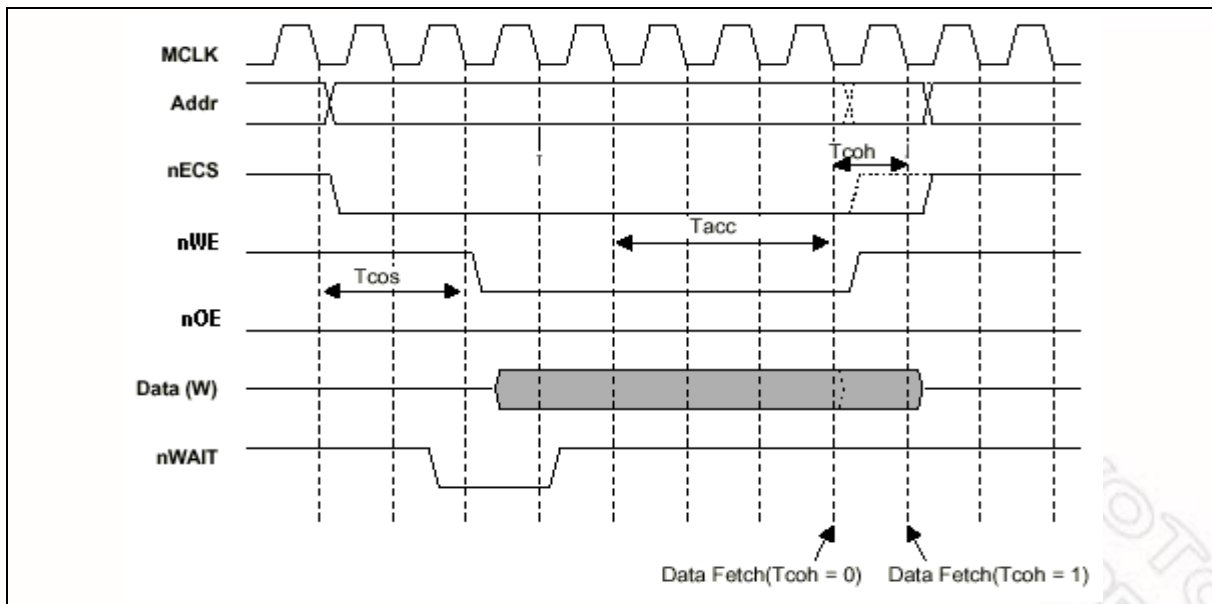 MCLK
Addr
Tcoh
nECS
Tacc
nWE
Tcos
nOE
Data (W)
nWAIT
Data Fetch(Tcoh = 0) Data Fetch(Tcoh = 1)